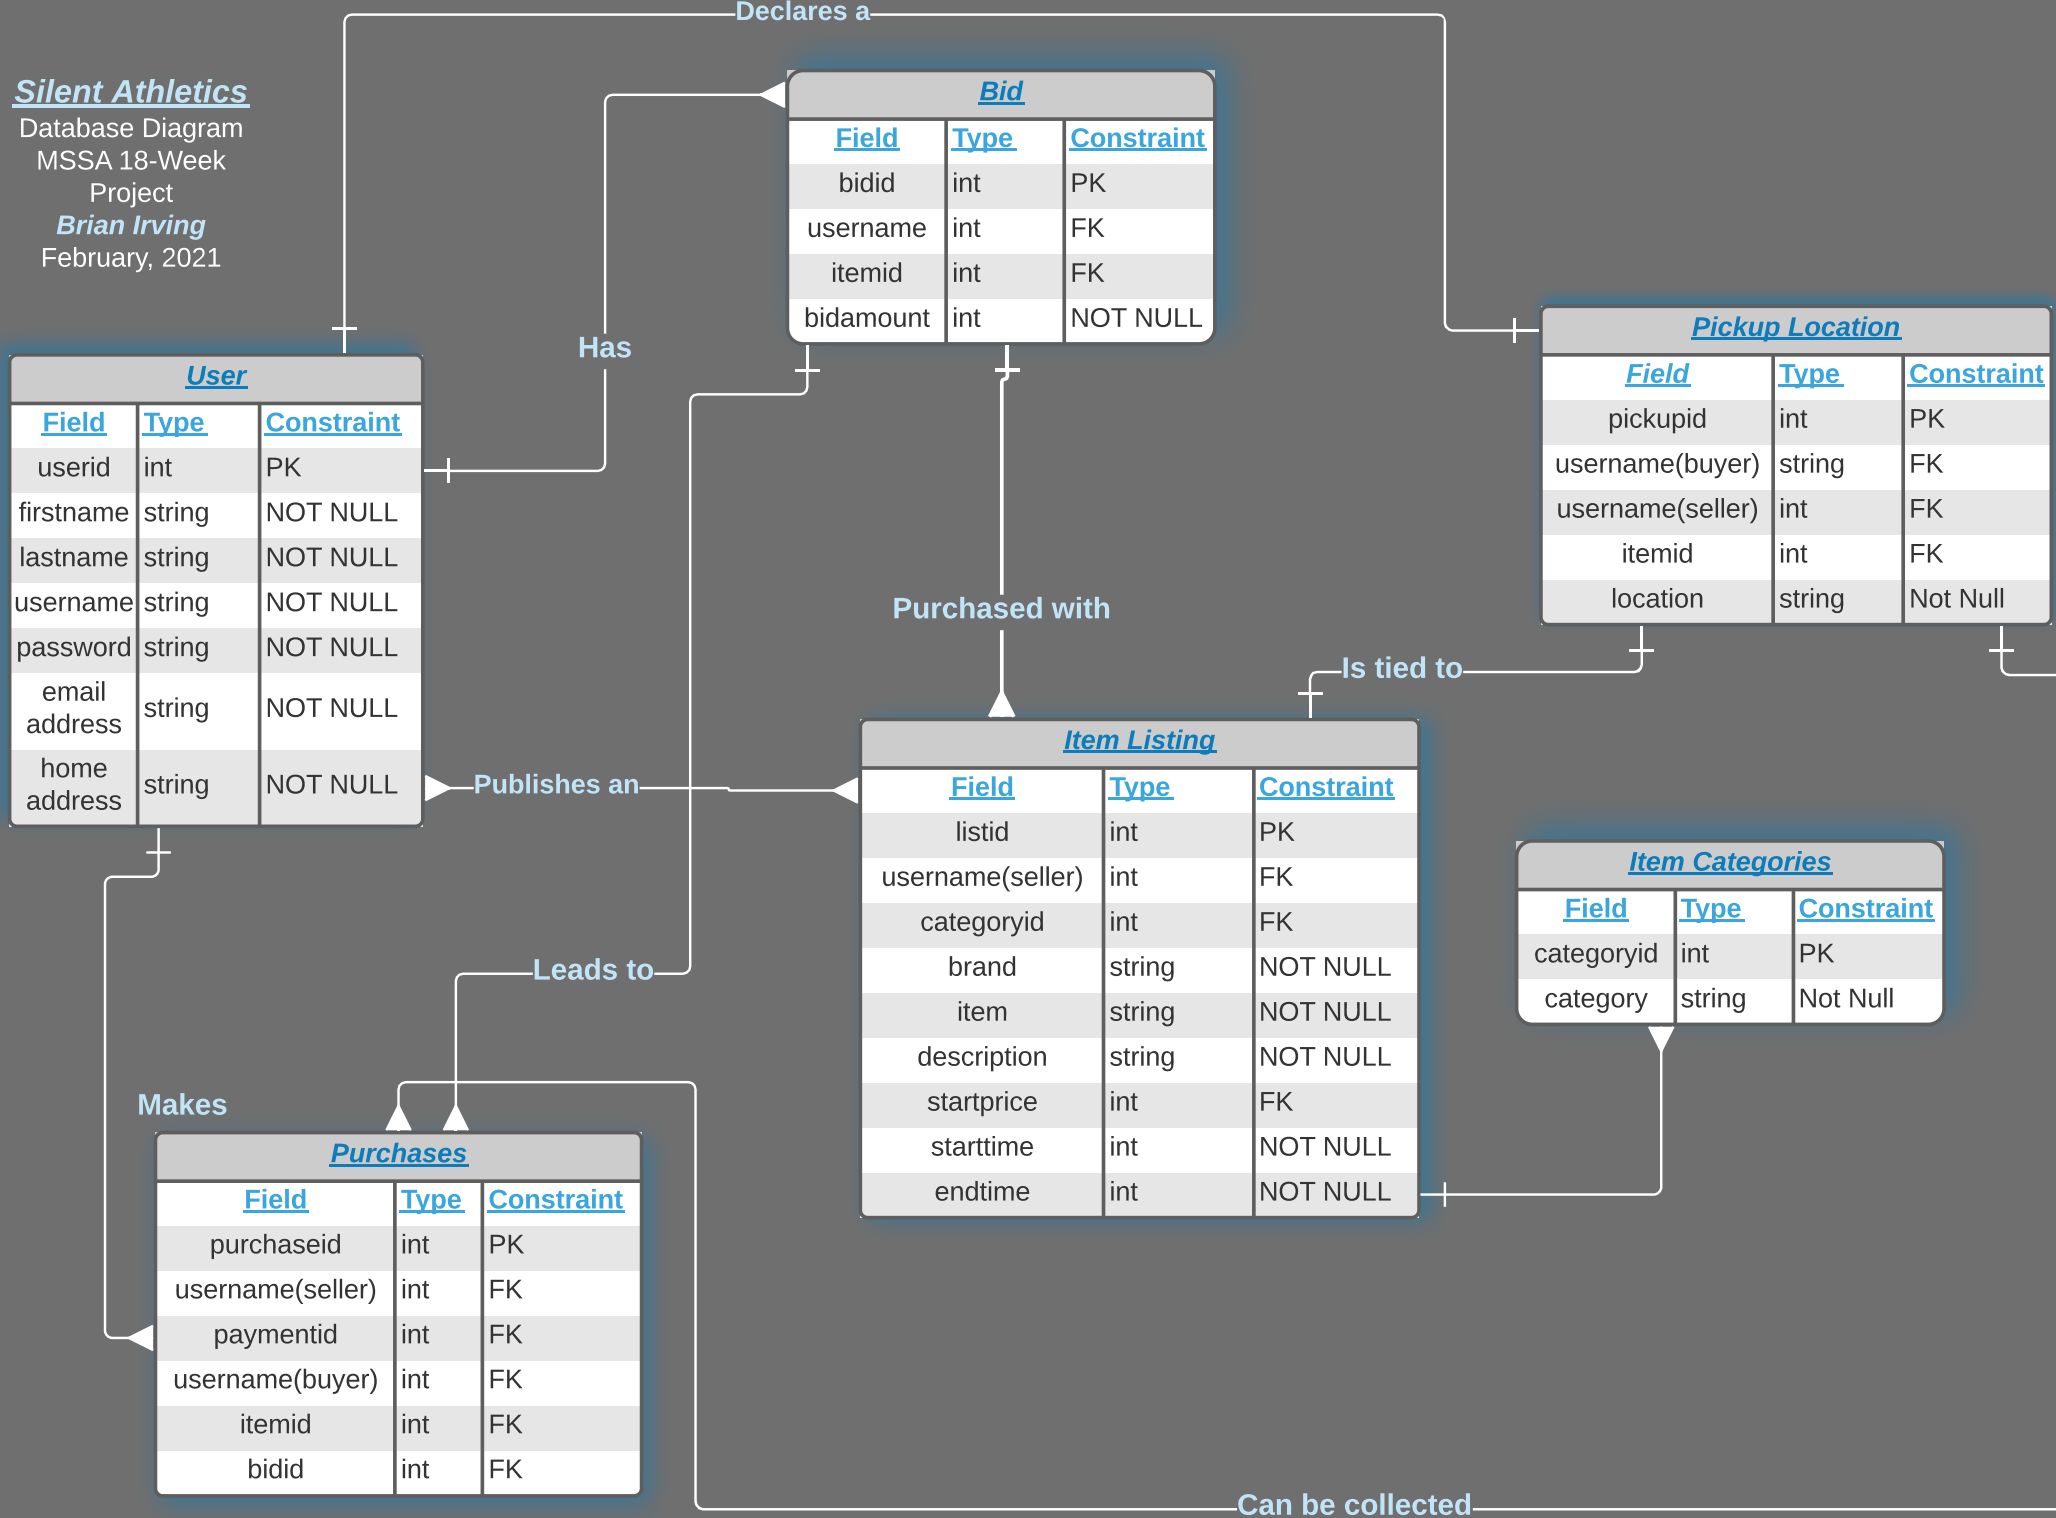 Declares a
Silent Athletics
Database Diagram
MSSA 18-Week
Project
Brian Irving
February, 2021
Bid
Field Type Constraint
bidid int PK
username int FK
itemid int FK
bidamount int NOT NULL
Has
Pickup Location
Field Type Constraint
pickupid int PK
username(buyer) string FK
username(seller) int FK
itemid int FK
location string Not Null
User
Field Type Constraint
userid int PK
firstname string NOT NULL
lastname string NOT NULL
username string NOT NULL
password string NOT NULL
email
address string NOT NULL
home
address string NOT NULL
Purchased with
Is tied to
Publishes an
Item Listing
Field Type Constraint
listid int PK
username(seller) int FK
categoryid int FK
brand string NOT NULL
item string NOT NULL
description string NOT NULL
startprice int FK
starttime int NOT NULL
endtime int NOT NULL
Item Categories
Field Type Constraint
categoryid int PK
category string Not Null
Leads to
Makes
Purchases
Field Type Constraint
purchaseid int PK
username(seller) int FK
paymentid int FK
username(buyer) int FK
itemid int FK
bidid int FK
Can be collected